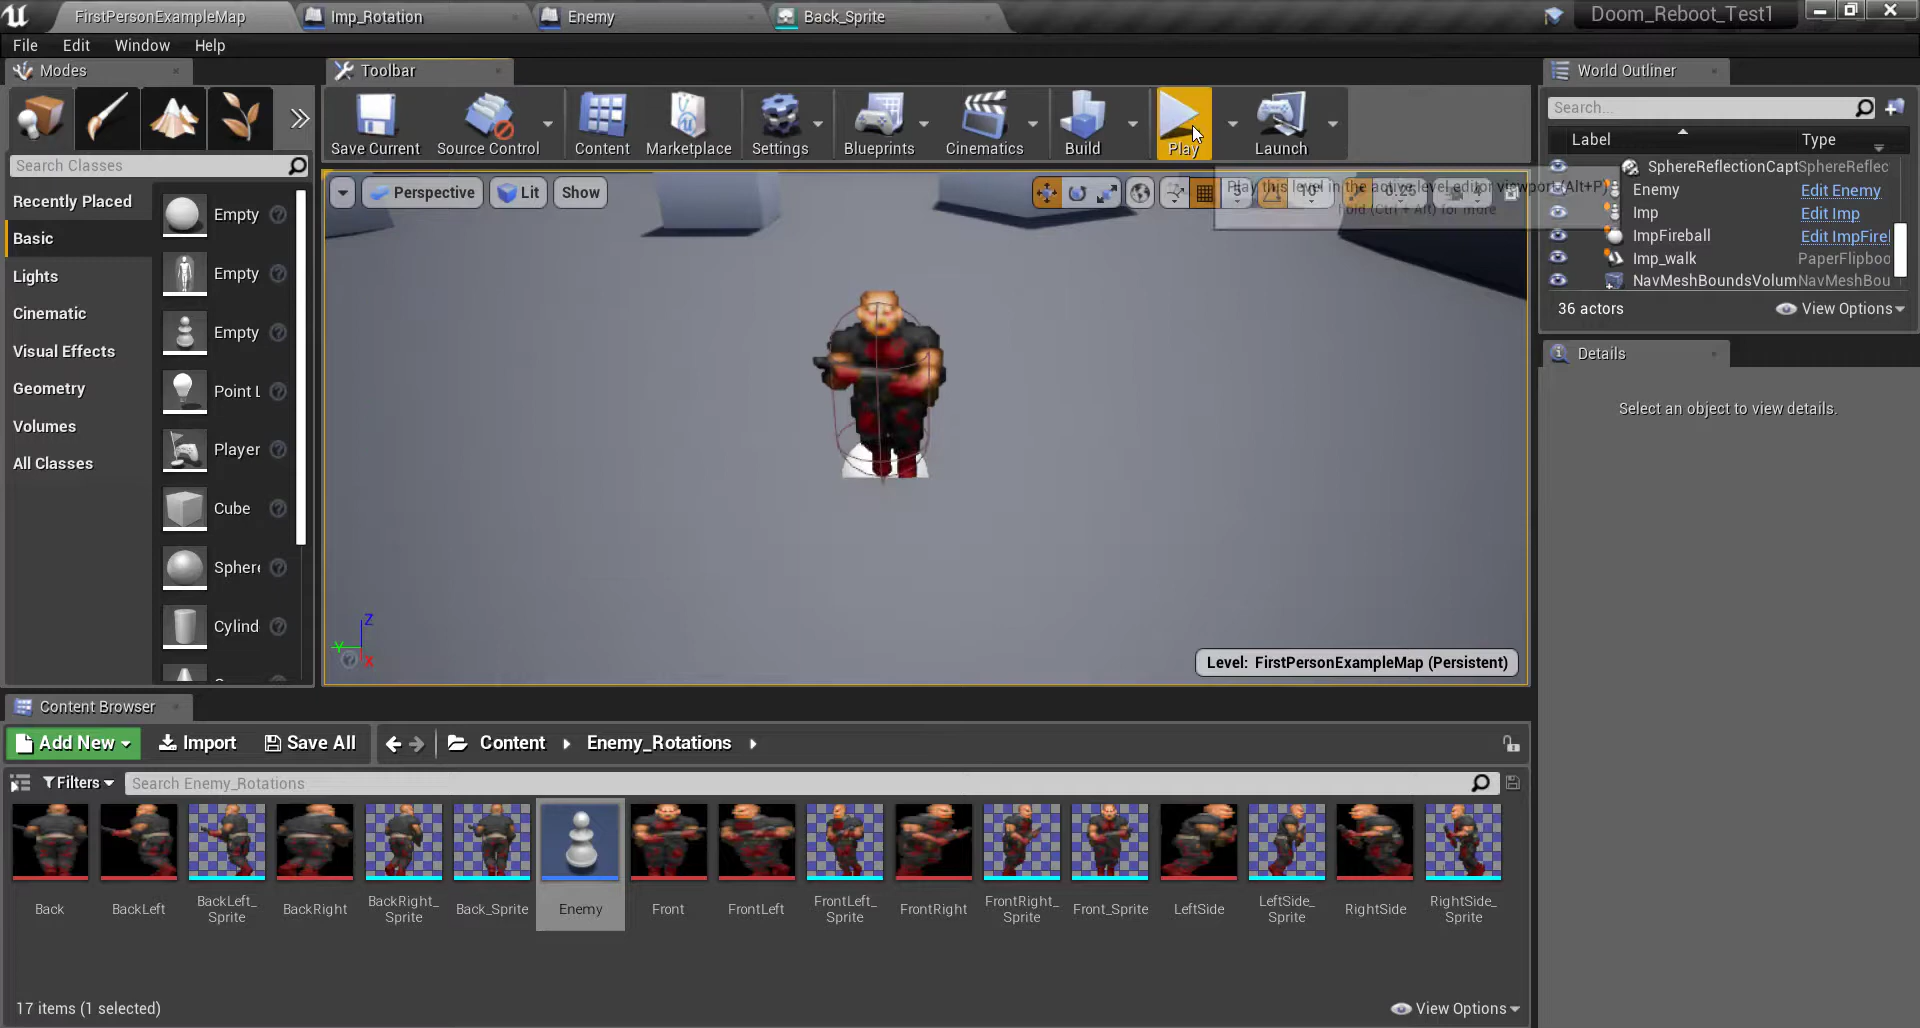 FirstPersonExampleMap
Imp_Rotation
Enemy
Back_Sprite
Doom_Reboot_Test1
File
Edit
Window
Help
Modes
Toolbar
World Outliner
Save Current
Source Control
Content
Marketplace
Settings
Blueprints
Cinematics
Build
Play
Launch
Search Classes
Recently Placed
Basic
Lights
Cinematic
Visual Effects
Geometry
Volumes
All Classes
Empty
Empty
Empty
Point L
Player
Cube
Sphere
Cylind
Perspective
Lit
Show
Play this level in the active level editor viewport (Alt+P)
Hold (Ctrl + Alt) for more
5
10°
0.25
4
Z
Y
X
Level: FirstPersonExampleMap (Persistent)
Search...
Label
Type
SphereReflectionCapt
SphereReflec
Enemy
Edit Enemy
Imp
Edit Imp
ImpFireball
Edit ImpFirel
Imp_walk
PaperFlipboo
NavMeshBoundsVolum
NavMeshBou
36 actors
View Options
Details
Select an object to view details.
Content Browser
Add New
Import
Save All
Content
Enemy_Rotations
Filters
Search Enemy_Rotations
Back
BackLeft
BackLeft_
Sprite
BackRight
BackRight_
Sprite
Back_Sprite
Enemy
Front
FrontLeft
FrontLeft_
Sprite
FrontRight
FrontRight_
Sprite
Front_Sprite
LeftSide
LeftSide_
Sprite
RightSide
RightSide_
Sprite
17 items (1 selected)
View Options